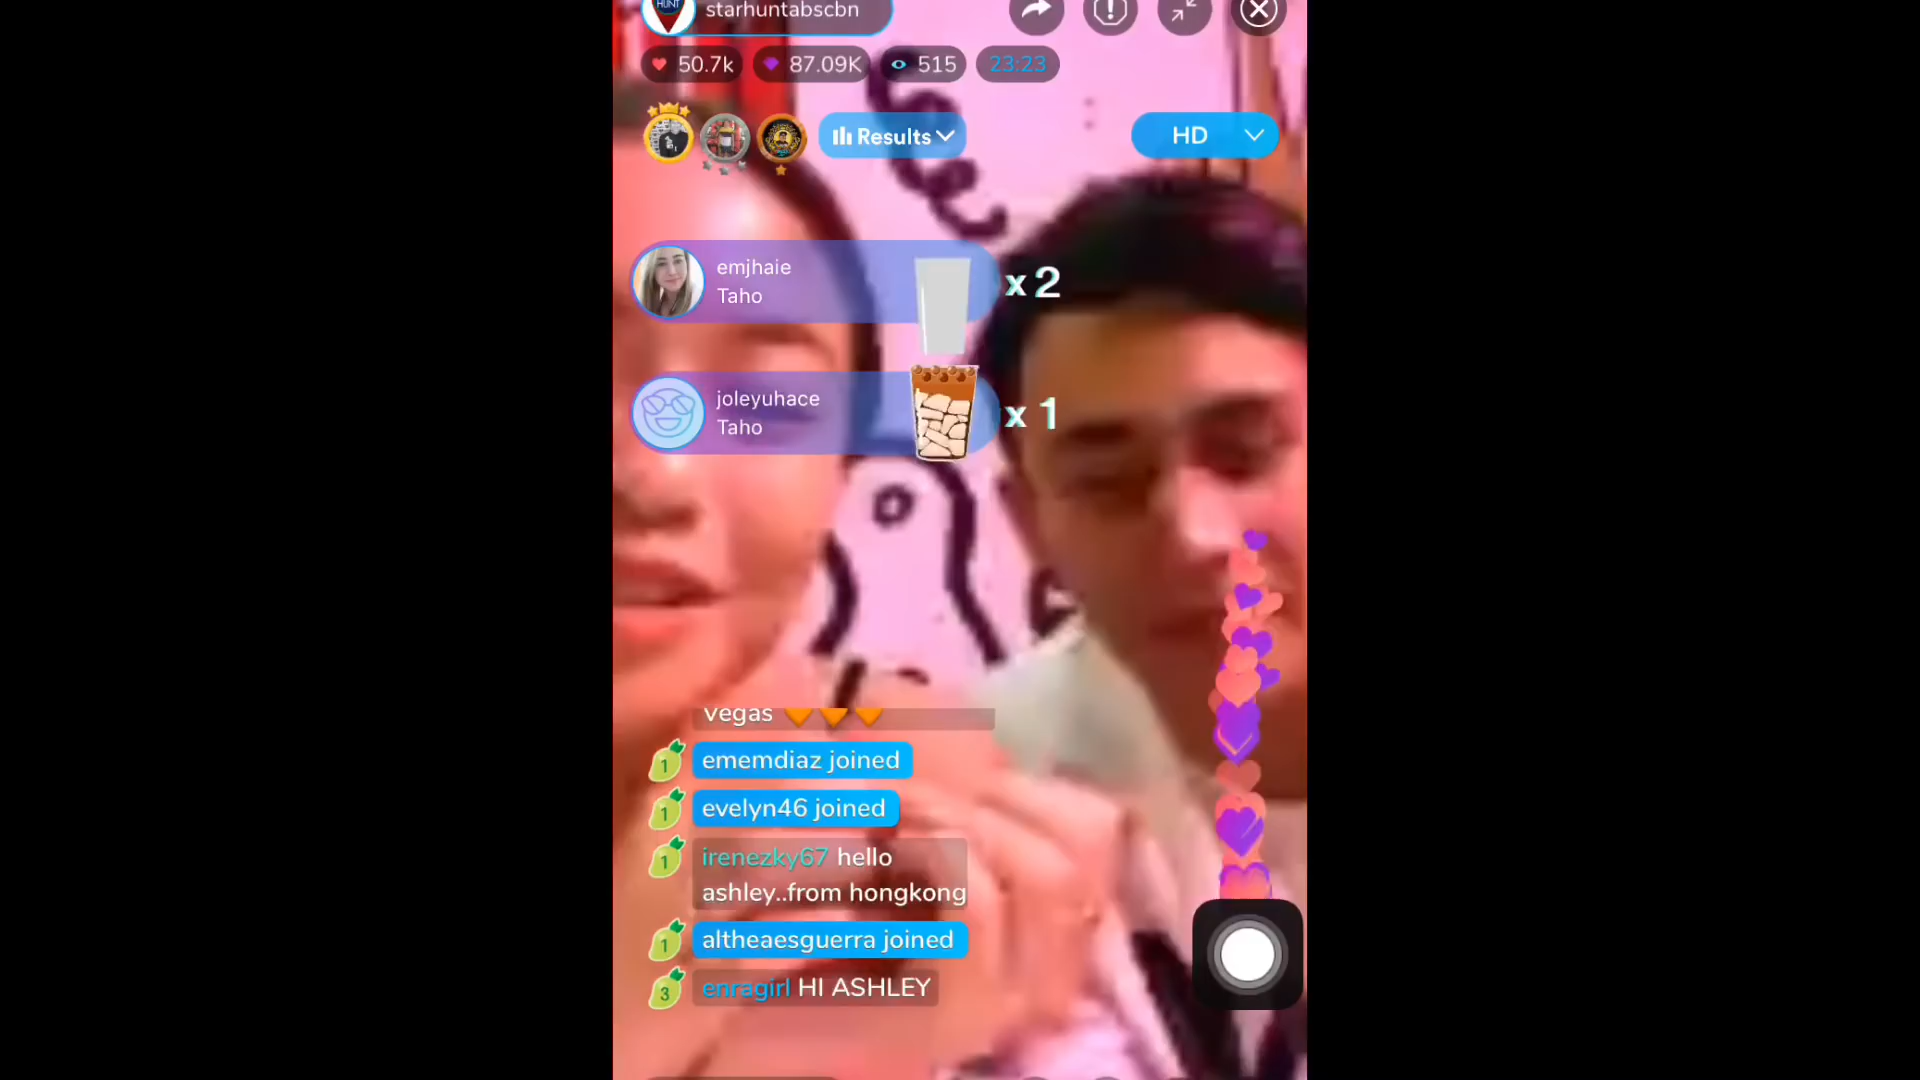 HUNT
starhuntabscbn
50.7k 87.09K 515 23:23
Results HD
emjhaie
Taho
x 2
joleyuhace
Taho
x 1
Vegas
1 ememdiaz joined
1 evelyn46 joined
1 irenezky67 hello
ashley..from hongkong
1 altheaesguerra joined
3 enragirl HI ASHLEY